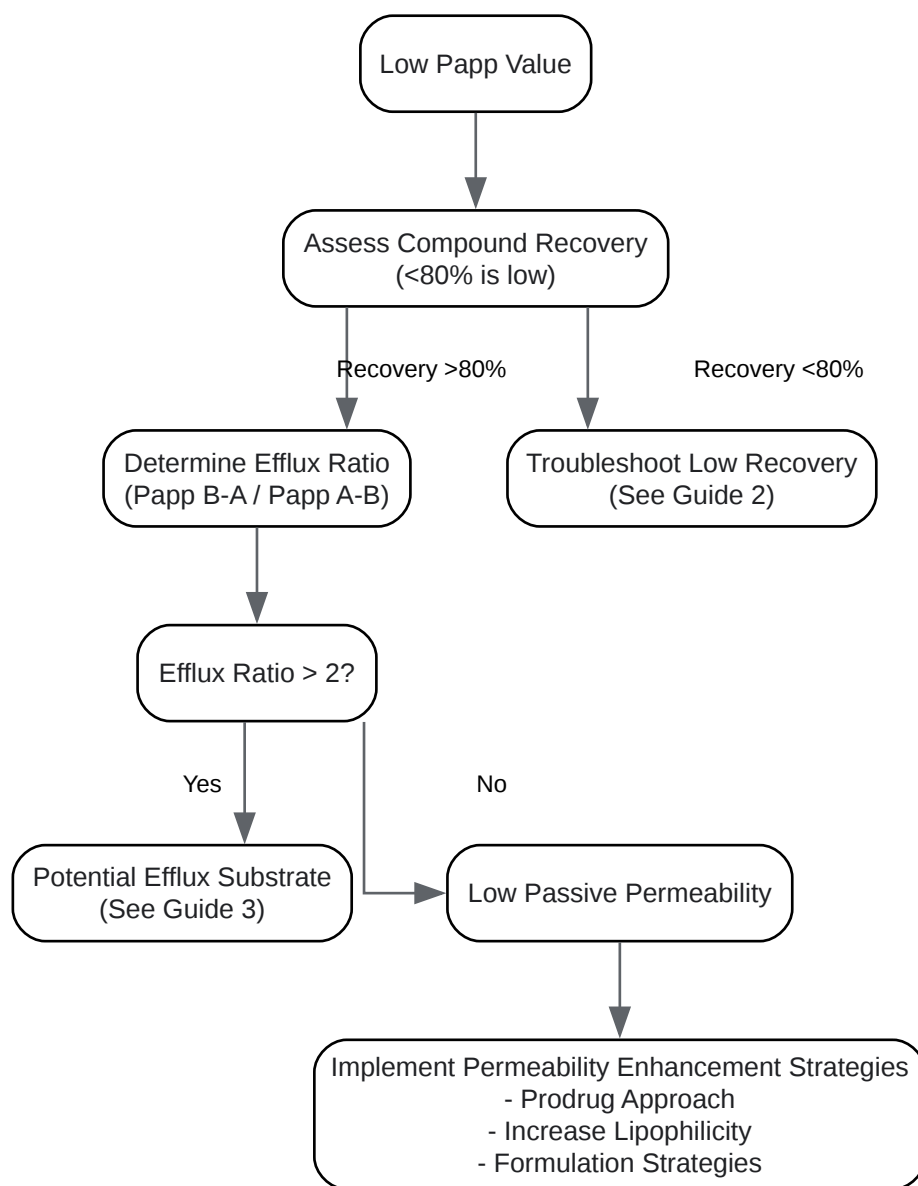 Low Papp Value
Assess Compound Recovery
(<80% is low)
Recovery >80%
Recovery <80%
Determine Efflux Ratio
(Papp B-A / Papp A-B)
Troubleshoot Low Recovery
(See Guide 2)
Efflux Ratio > 2?
Yes
No
Potential Efflux Substrate
(See Guide 3)
Low Passive Permeability
Implement Permeability Enhancement Strategies
- Prodrug Approach
- Increase Lipophilicity
- Formulation Strategies